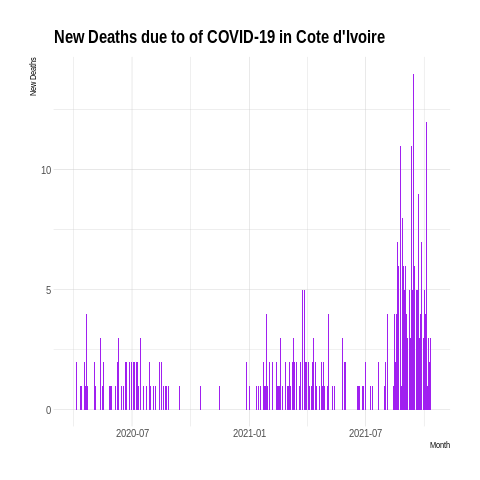 New Deaths due to of COVID-19 in Cote d'Ivoire
New Deaths
10
5
0
2020-07 2021-01 2021-07
Month